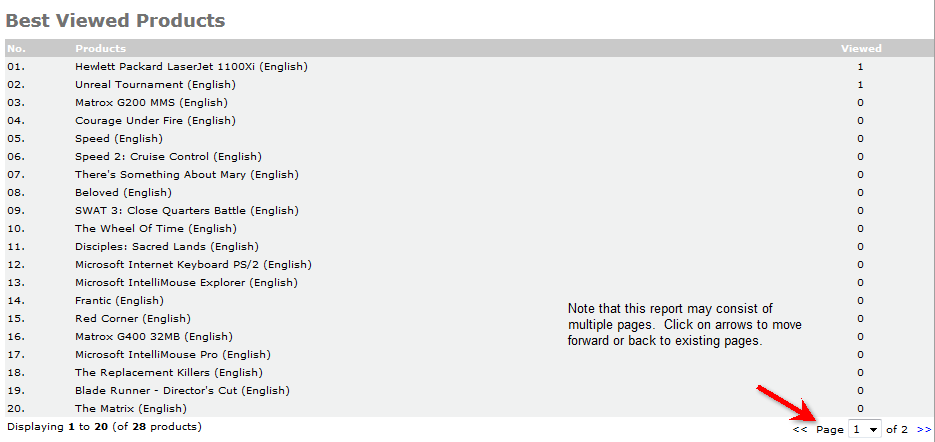 Best Viewed Products
No. Products Viewed
01. Hewlett Packard LaserJet 1100Xi (English) 1
02. Unreal Tournament (English) 1
03. Matrox G200 MMS (English) 0
04. Courage Under Fire (English) 0
05. Speed (English) 0
06. Speed 2: Cruise Control (English) 0
07. There's Something About Mary (English) 0
08. Beloved (English) 0
09. SWAT 3: Close Quarters Battle (English) 0
10. The Wheel Of Time (English) 0
11. Disciples: Sacred Lands (English) 0
12. Microsoft Internet Keyboard PS/2 (English) 0
13. Microsoft IntelliMouse Explorer (English) 0
14. Frantic (English) 0
15. Red Corner (English) 0
16. Matrox G400 32MB (English) 0
17. Microsoft IntelliMouse Pro (English) 0
18. The Replacement Killers (English) 0
19. Blade Runner - Director's Cut (English) 0
20. The Matrix (English) 0
Note that this report may consist of
multiple pages. Click on arrows to move
forward or back to existing pages.
Displaying 1 to 20 (of 28 products) << Page 1 of 2 >>